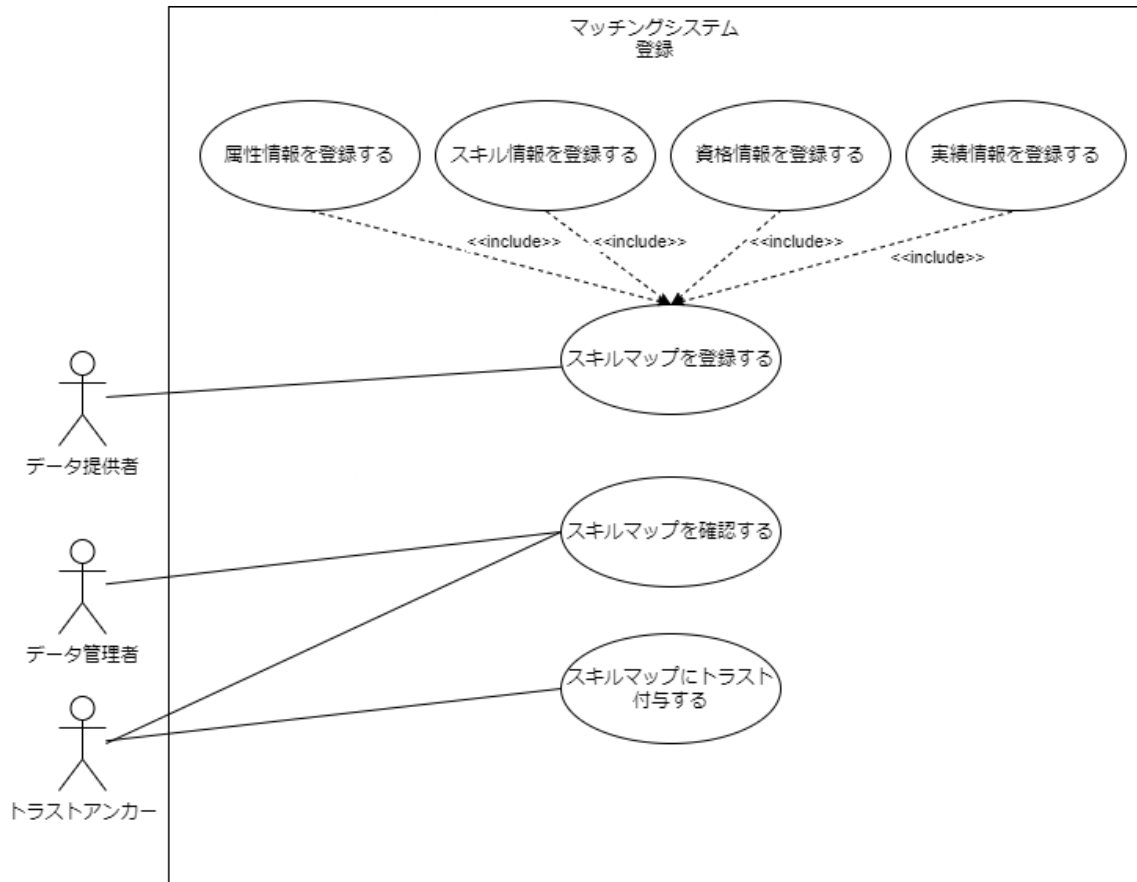 マッチングシステム
登録
属性情報を登録する
スキル情報を登録する
資格情報を登録する
実績情報を登録する
<<include>>
<<include>>
<<include>>
<<include>>
スキルマップを登録する
データ提供者
スキルマップを確認する
データ管理者
スキルマップにトラスト
付与する
トラストアンカー